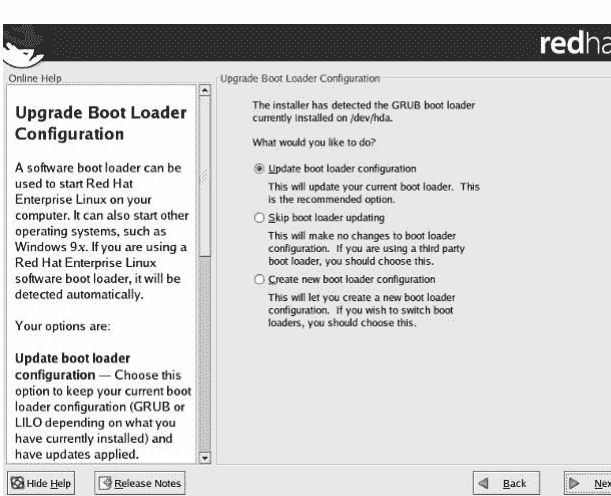 redha
Online Help
Upgrade Boot Loader
Configuration
A software boot loader can be
used to start Red Hat
Enterprise Linux on your
computer. It can also start other
operating systems, such as
Windows 9x. If you are using a
Red Hat Enterprise Linux
software boot loader, it will be
detected automatically.
Your options are:
Update boot loader
configuration — Choose this
option to keep your current boot
loader configuration (GRUB or
LILO depending on what you
have currently installed) and
have updates applied.
Upgrade Boot Loader Configuration
The installer has detected the GRUB boot loader
currently installed on /dev/hda.
What would you like to do?
Update boot loader configuration
This will update your current boot loader. This
is the recommended option.
Skip boot loader updating
This will make no changes to boot loader
configuration. If you are using a third party
boot loader, you should choose this.
Create new boot loader configuration
This will let you create a new boot loader
configuration. If you wish to switch boot
loaders, you should choose this.
Hide Help
Release Notes
Back
Nex